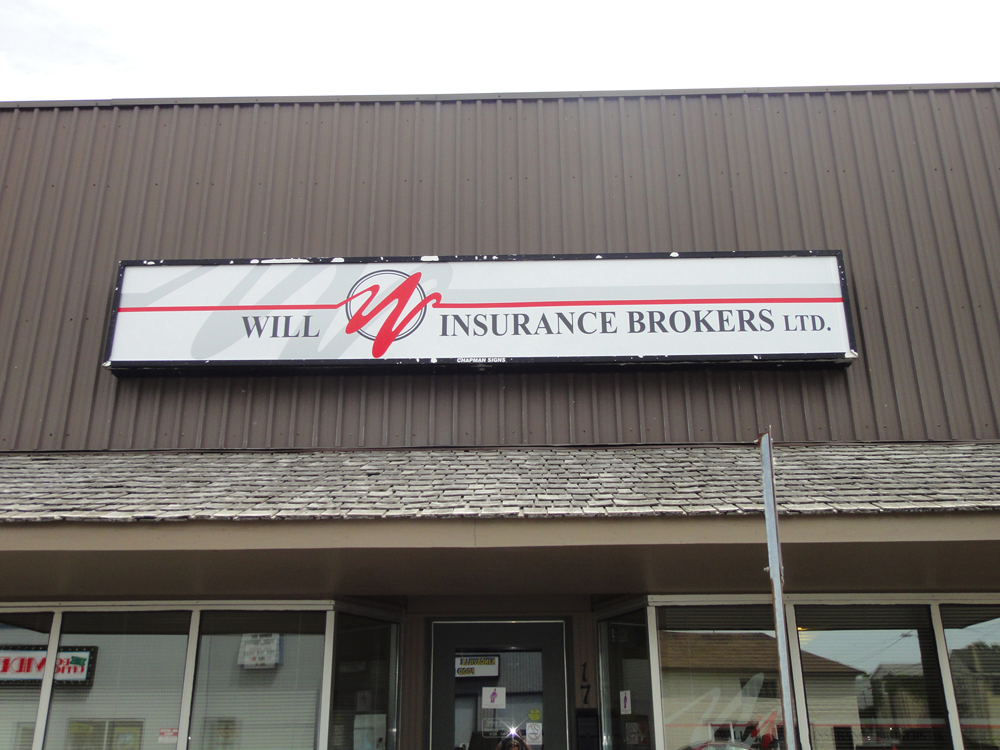 WILL INSURANCE BROKERS LTD.
CHAPMAN SIGNS
17